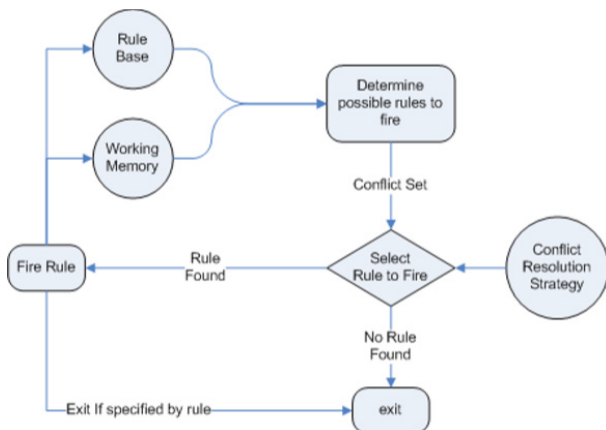 Rule
Base
Determine
possible rules to
fire
Working
Memory
Conflict Set
Fire Rule
Rule
Found
Select
Rule to Fire
Conflict
Resolution
Strategy
No Rule
Found
Exit If specified by rule
exit